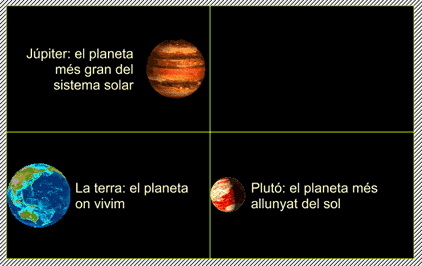 Júpiter: el planeta
més gran del
sistema solar
La terra: el planeta
on vivim
Plutó: el planeta més
allunyat del sol